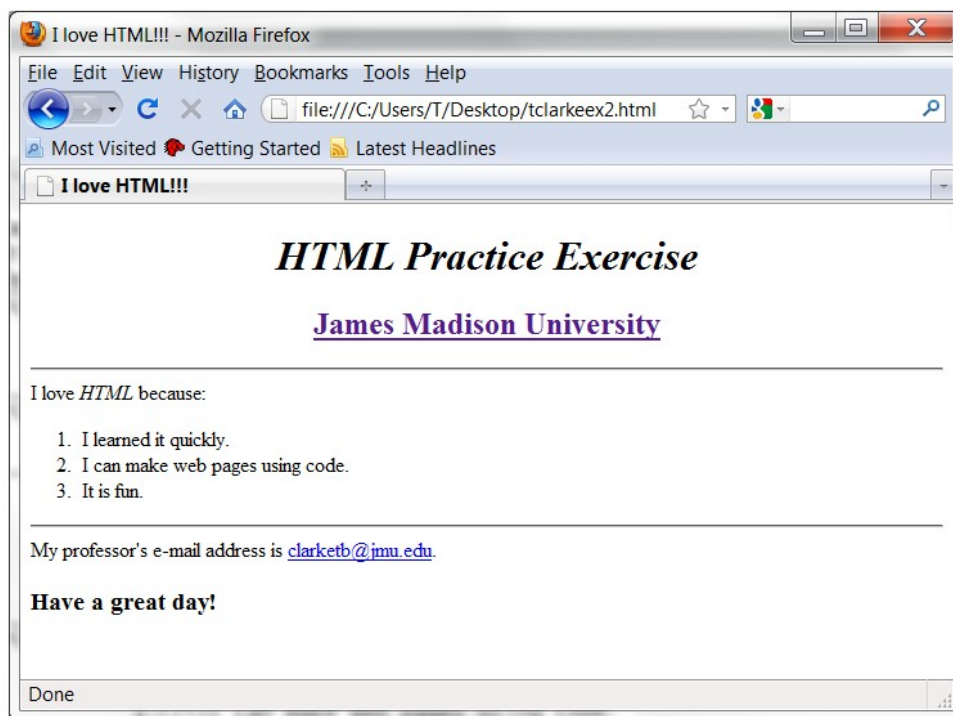 I love HTML!!! - Mozilla Firefox
File Edit View History Bookmarks Tools Help
file:///C:/Users/T/Desktop/tclarkeex2.html
Most Visited Getting Started Latest Headlines
I love HTML!!!
HTML Practice Exercise
James Madison University
I love HTML because:
1. I learned it quickly.
2. I can make web pages using code.
3. It is fun.
My professor's e-mail address is clarketb@jmu.edu.
Have a great day!
Done